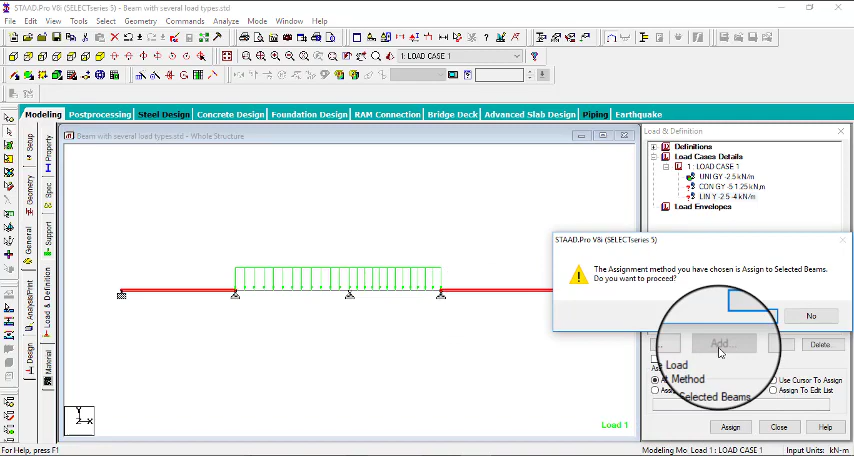 STAAD.Pro V8i (SELECTseries 5) - Beam with several load types.std
File Edit View Tools Select Geometry Commands Analyze Mode Window Help
1: LOAD CASE 1
Modeling Postprocessing Steel Design Concrete Design Foundation Design RAM Connection Bridge Deck Advanced Slab Design Piping Earthquake
Beam with several load types.std - Whole Structure
Setup
General
Analysis/Print
Design
Property
Spec
Support
Load & Definition
Material
Y
X
Load 1
Load & Definition
Definitions
Load Cases Details
1 : LOAD CASE 1
UNI GY -2.5 kN/m
CON GY -5 1.25 kN,m
LIN Y -2.5 -4 kN/m
Load Envelopes
STAAD.Pro V8i (SELECTseries 5)
The Assignment method you have chosen is Assign to Selected Beams.
Do you want to proceed?
No
Add...
Delete...
Load
Method
Use Cursor To Assign
Selected Beams
Assign To Edit List
Assign Close Help
For Help, press F1
Modeling Mo Load 1 : LOAD CASE 1 Input Units: kN-m